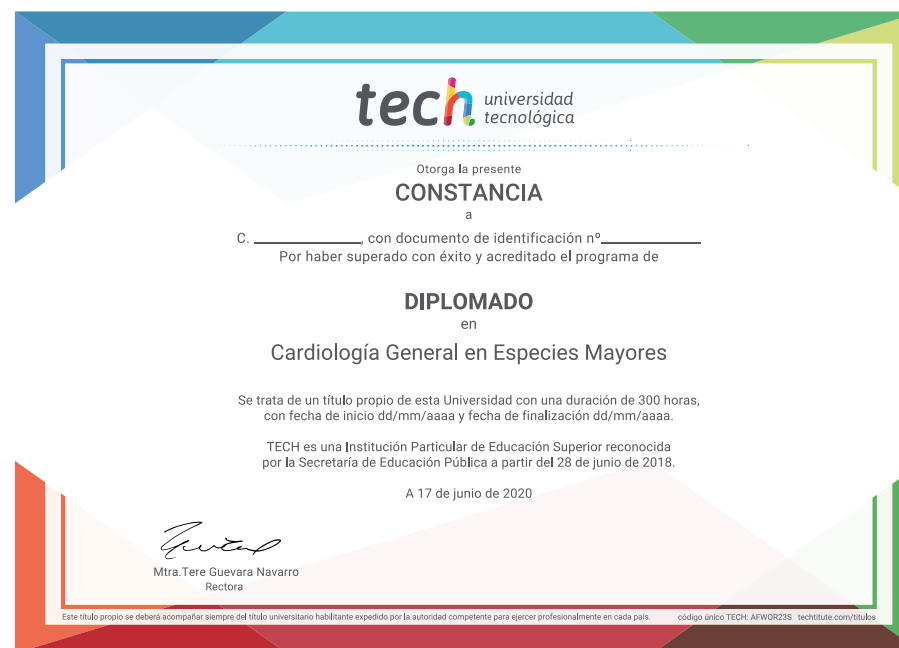 tech universidad
tecnológica
Otorga la presente
CONSTANCIA
a
C. ____________, con documento de identificación nº____________
Por haber superado con éxito y acreditado el programa de
DIPLOMADO
en
Cardiología General en Especies Mayores
Se trata de un título propio de esta Universidad con una duración de 300 horas,
con fecha de inicio dd/mm/aaaa y fecha de finalización dd/mm/aaaa.
TECH es una Institución Particular de Educación Superior reconocida
por la Secretaría de Educación Pública a partir del 28 de junio de 2018.
A 17 de junio de 2020
Mtra.Tere Guevara Navarro
Rectora
Este título propio se deberá acompañar siempre del título universitario habilitante expedido por la autoridad competente para ejercer profesionalmente en cada país. código único TECH: AFWOR23S techtitute.com/titulos